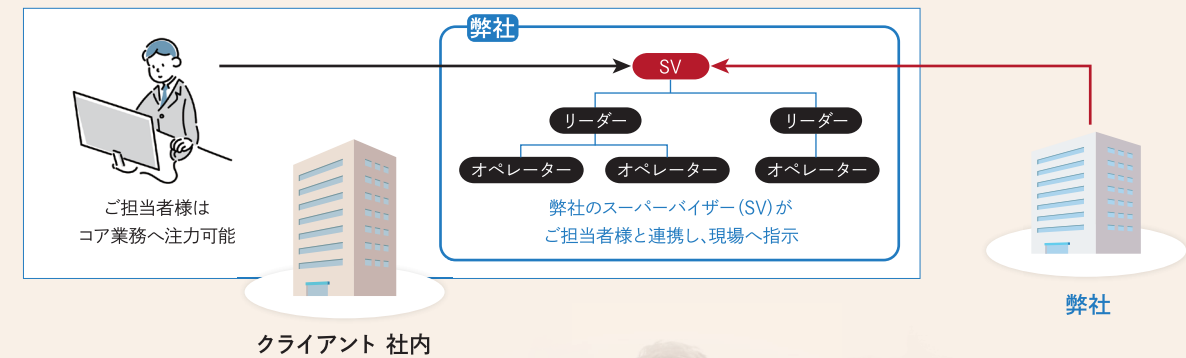 弊社
SV
リーダー
リーダー
オペレーター
オペレーター
オペレーター
ご担当者様は
コア業務へ注力可能
弊社のスーパーバイザー(SV)が
ご担当者様と連携し、現場へ指示
弊社
クライアント 社内